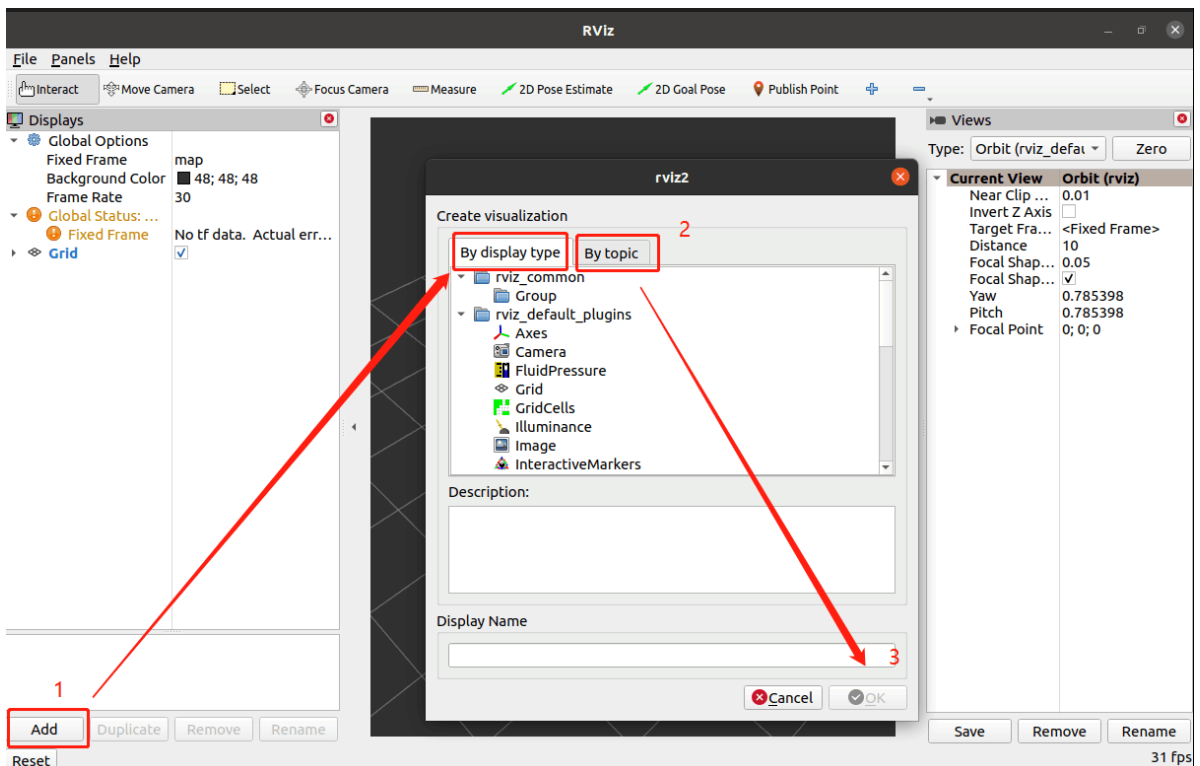 RViz
File Panels Help
Interact Move Camera Select Focus Camera Measure 2D Pose Estimate 2D Goal Pose Publish Point
Displays
Global Options
Fixed Frame map
Background Color 48; 48; 48
Frame Rate 30
Global Status: ...
Fixed Frame No tf data. Actual err...
Grid
1
Add Duplicate Remove Rename
Reset
rviz2
Create visualization
2
By display type By topic
rviz_common
Group
rviz_default_plugins
Axes
Camera
FluidPressure
Grid
GridCells
Illuminance
Image
InteractiveMarkers
Description:
Display Name
3
Cancel OK
Views
Type: Orbit (rviz_defau Zero
Current View Orbit (rviz)
Near Clip ... 0.01
Invert Z Axis
Target Fra... <Fixed Frame>
Distance 10
Focal Shap... 0.05
Focal Shap...
Yaw 0.785398
Pitch 0.785398
Focal Point 0; 0; 0
Save Remove Rename
31 fps